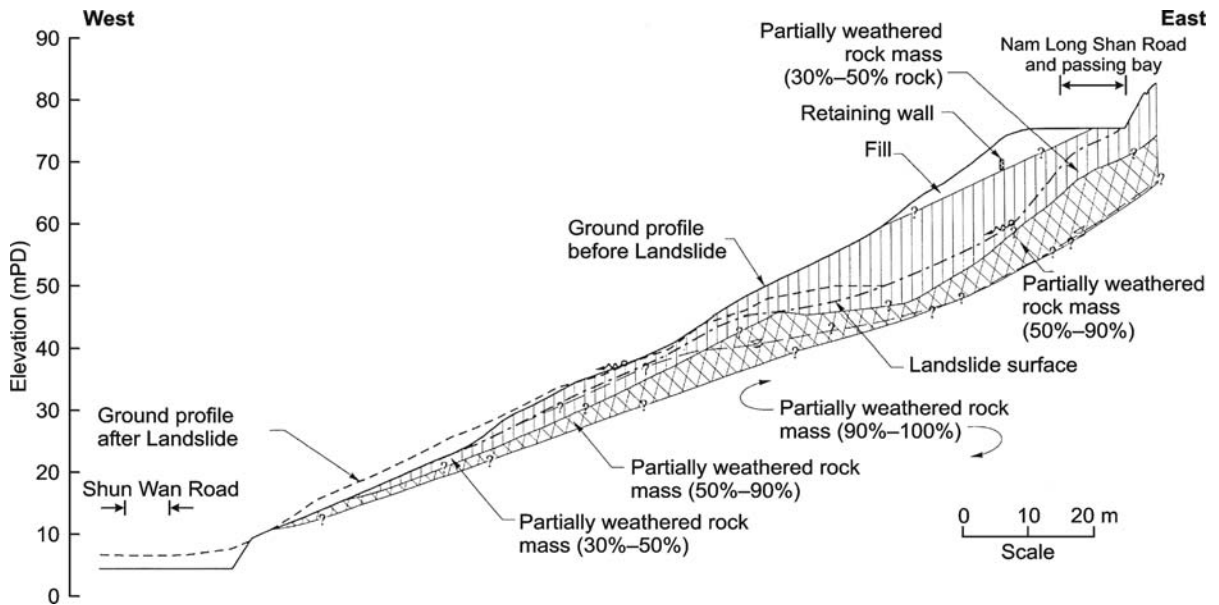 West
East
90
80
70
60
50
40
30
20
10
0
Elevation (mPD)
Partially weathered
rock mass
(30%–50% rock)
Nam Long Shan Road
and passing bay
Retaining wall
Fill
Ground profile
before Landslide
Partially weathered
rock mass
(50%–90%)
Landslide surface
Partially weathered rock
mass (90%–100%)
Ground profile
after Landslide
Shun Wan Road
Partially weathered rock
mass (50%–90%)
Partially weathered rock
mass (30%–50%)
0 10 20 m
Scale